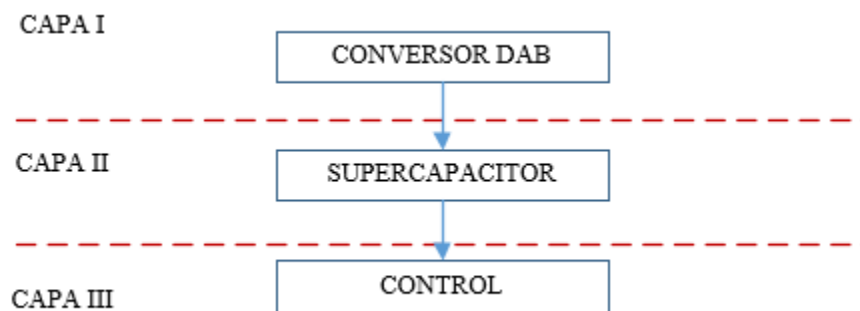 CAPA I
CONVERSOR DAB
CAPA II
SUPERCAPACITOR
CONTROL
CAPA III